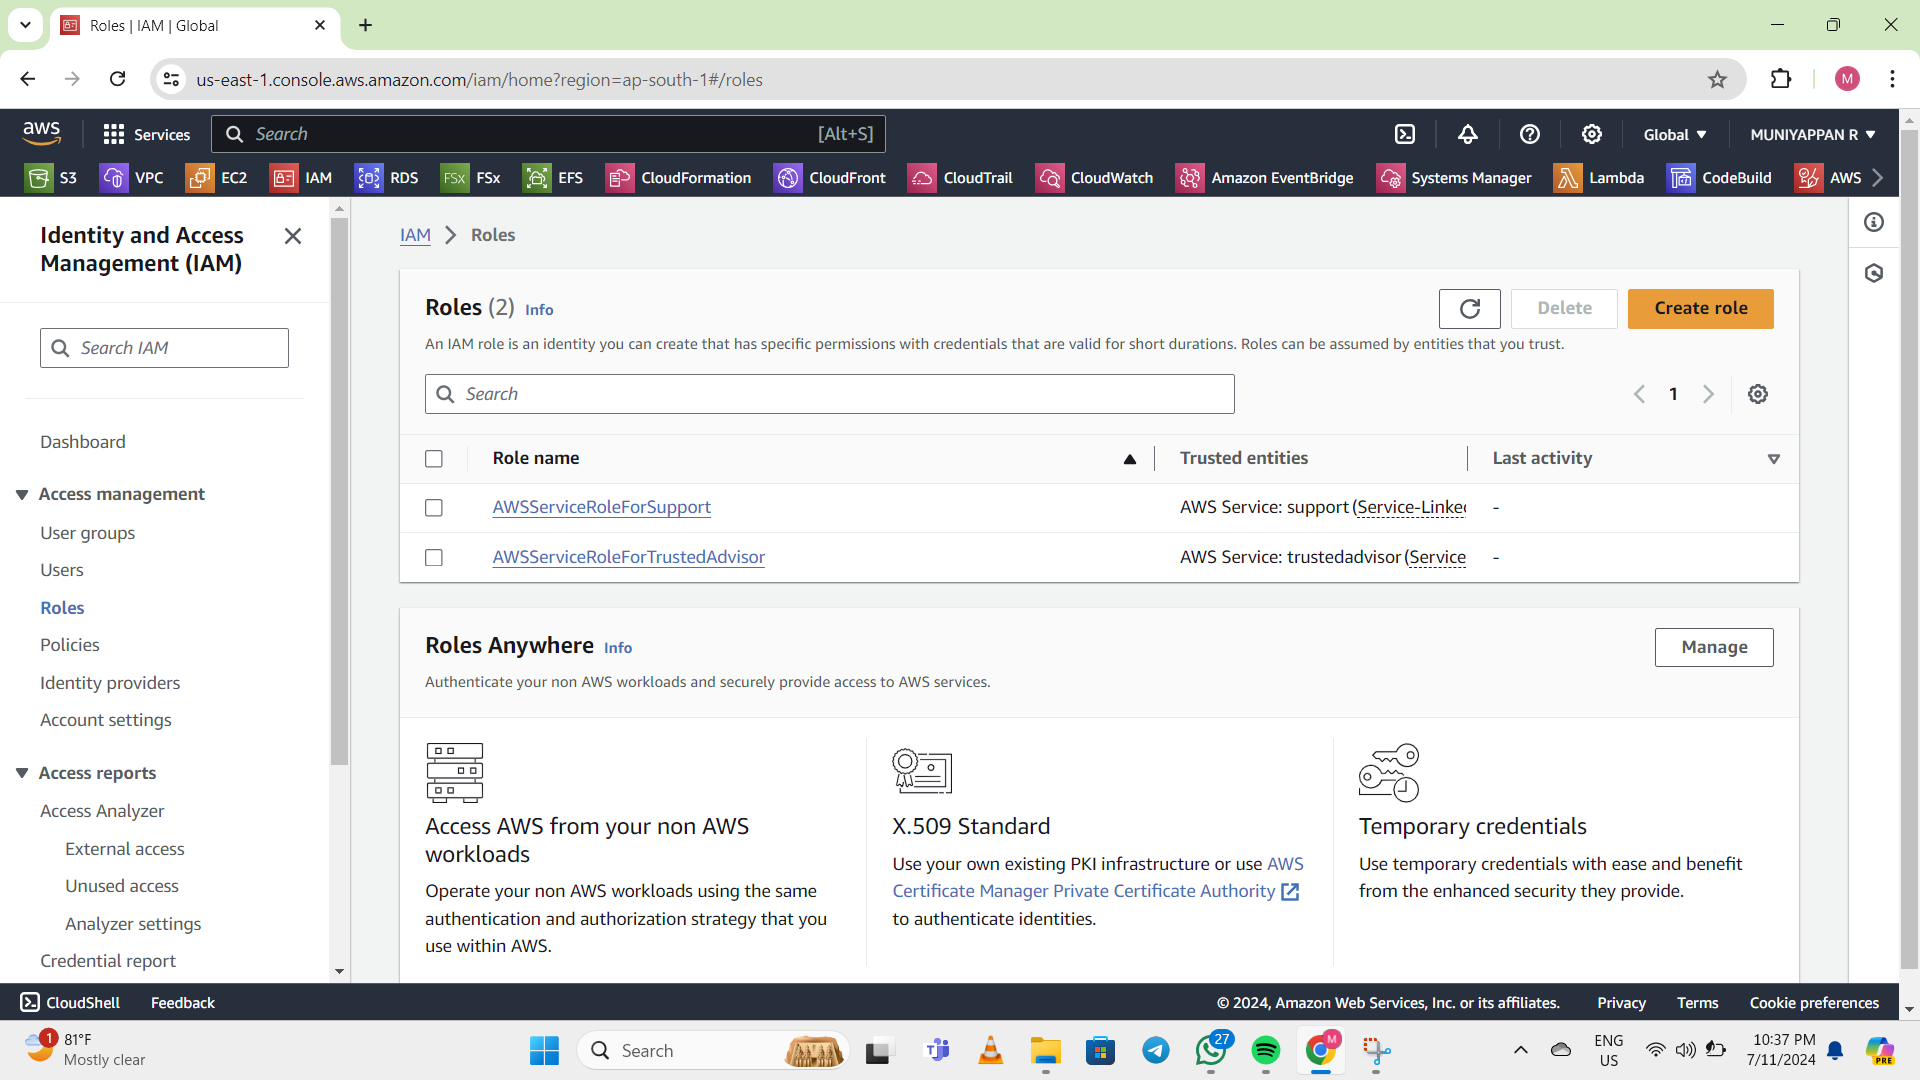 Roles | IAM | Global
us-east-1.console.aws.amazon.com/iam/home?region=ap-south-1#/roles
M
aws
Services
Search
[Alt+S]
Global
MUNIYAPPAN R
S3
VPC
EC2
IAM
RDS
FSx
FSx
EFS
CloudFormation
CloudFront
CloudTrail
CloudWatch
Amazon EventBridge
Systems Manager
Lambda
CodeBuild
AWS
Identity and Access
Management (IAM)
Search IAM
Dashboard
Access management
User groups
Users
Roles
Policies
Identity providers
Account settings
Access reports
Access Analyzer
External access
Unused access
Analyzer settings
Credential report
IAM > Roles
Roles (2) Info
Delete
Create role
An IAM role is an identity you can create that has specific permissions with credentials that are valid for short durations. Roles can be assumed by entities that you trust.
Search
1
Role name
Trusted entities
Last activity
AWSServiceRoleForSupport
AWS Service: support (Service-Linked
-
AWSServiceRoleForTrustedAdvisor
AWS Service: trustedadvisor (Service
-
Roles Anywhere Info
Manage
Authenticate your non AWS workloads and securely provide access to AWS services.
Access AWS from your non AWS
workloads
Operate your non AWS workloads using the same
authentication and authorization strategy that you
use within AWS.
X.509 Standard
Use your own existing PKI infrastructure or use AWS
Certificate Manager Private Certificate Authority
to authenticate identities.
Temporary credentials
Use temporary credentials with ease and benefit
from the enhanced security they provide.
CloudShell
Feedback
© 2024, Amazon Web Services, Inc. or its affiliates.
Privacy
Terms
Cookie preferences
1
81°F
Mostly clear
Search
27
M
ENG
US
10:37 PM
7/11/2024
PRE